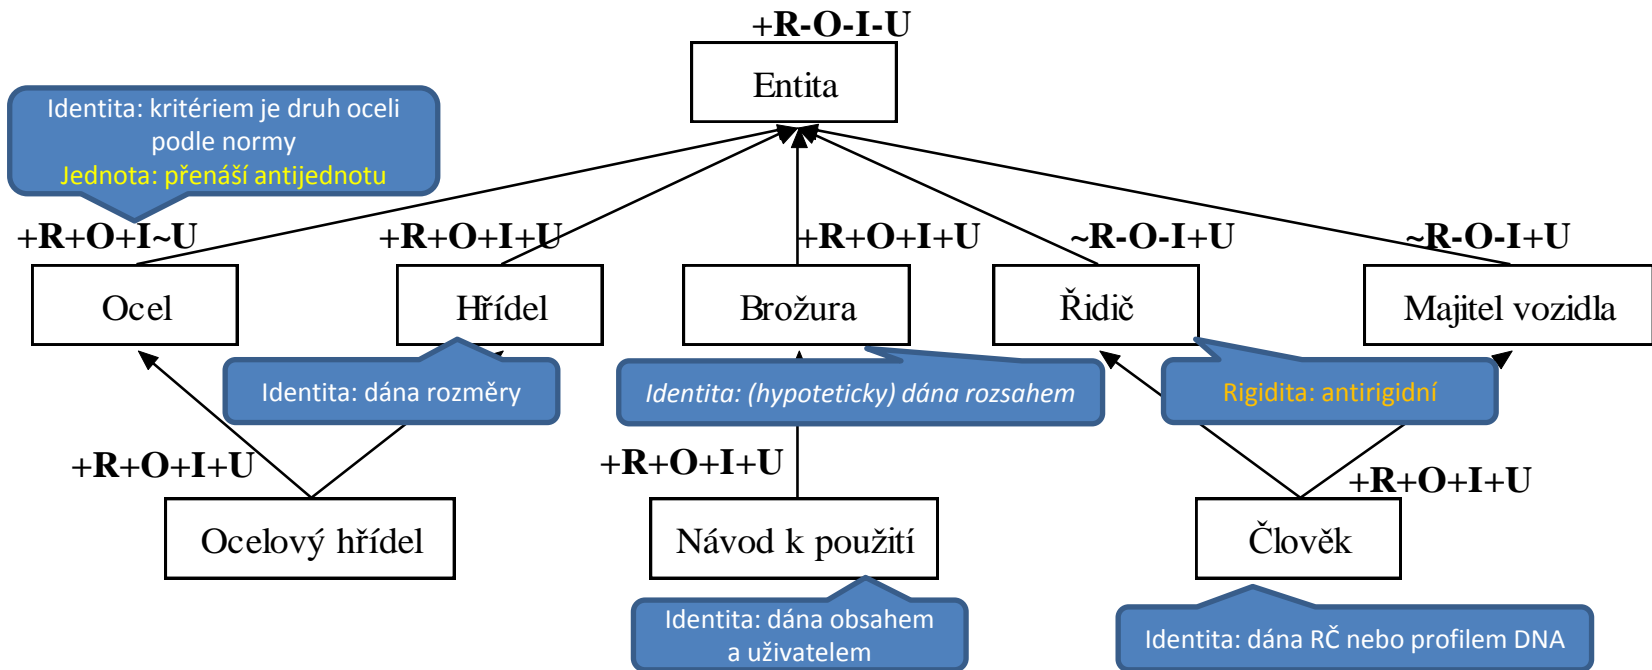 +R-O-I-U
Entita
Identita: kritériem je druh oceli
podle normy
Jednota: přenáší antijednotu
+R+O+I~U
+R+O+I+U
+R+O+I+U
~R-O-I+U
~R-O-I+U
Ocel
Hřídel
Brožura
Řidič
Majitel vozidla
Identita: dána rozměry
Identita: (hypoteticky) dána rozsahem
Rigidita: antirigidní
+R+O+I+U
+R+O+I+U
+R+O+I+U
Ocelový hřídel
Návod k použití
Člověk
Identita: dána obsahem
a uživatelem
Identita: dána RČ nebo profilem DNA